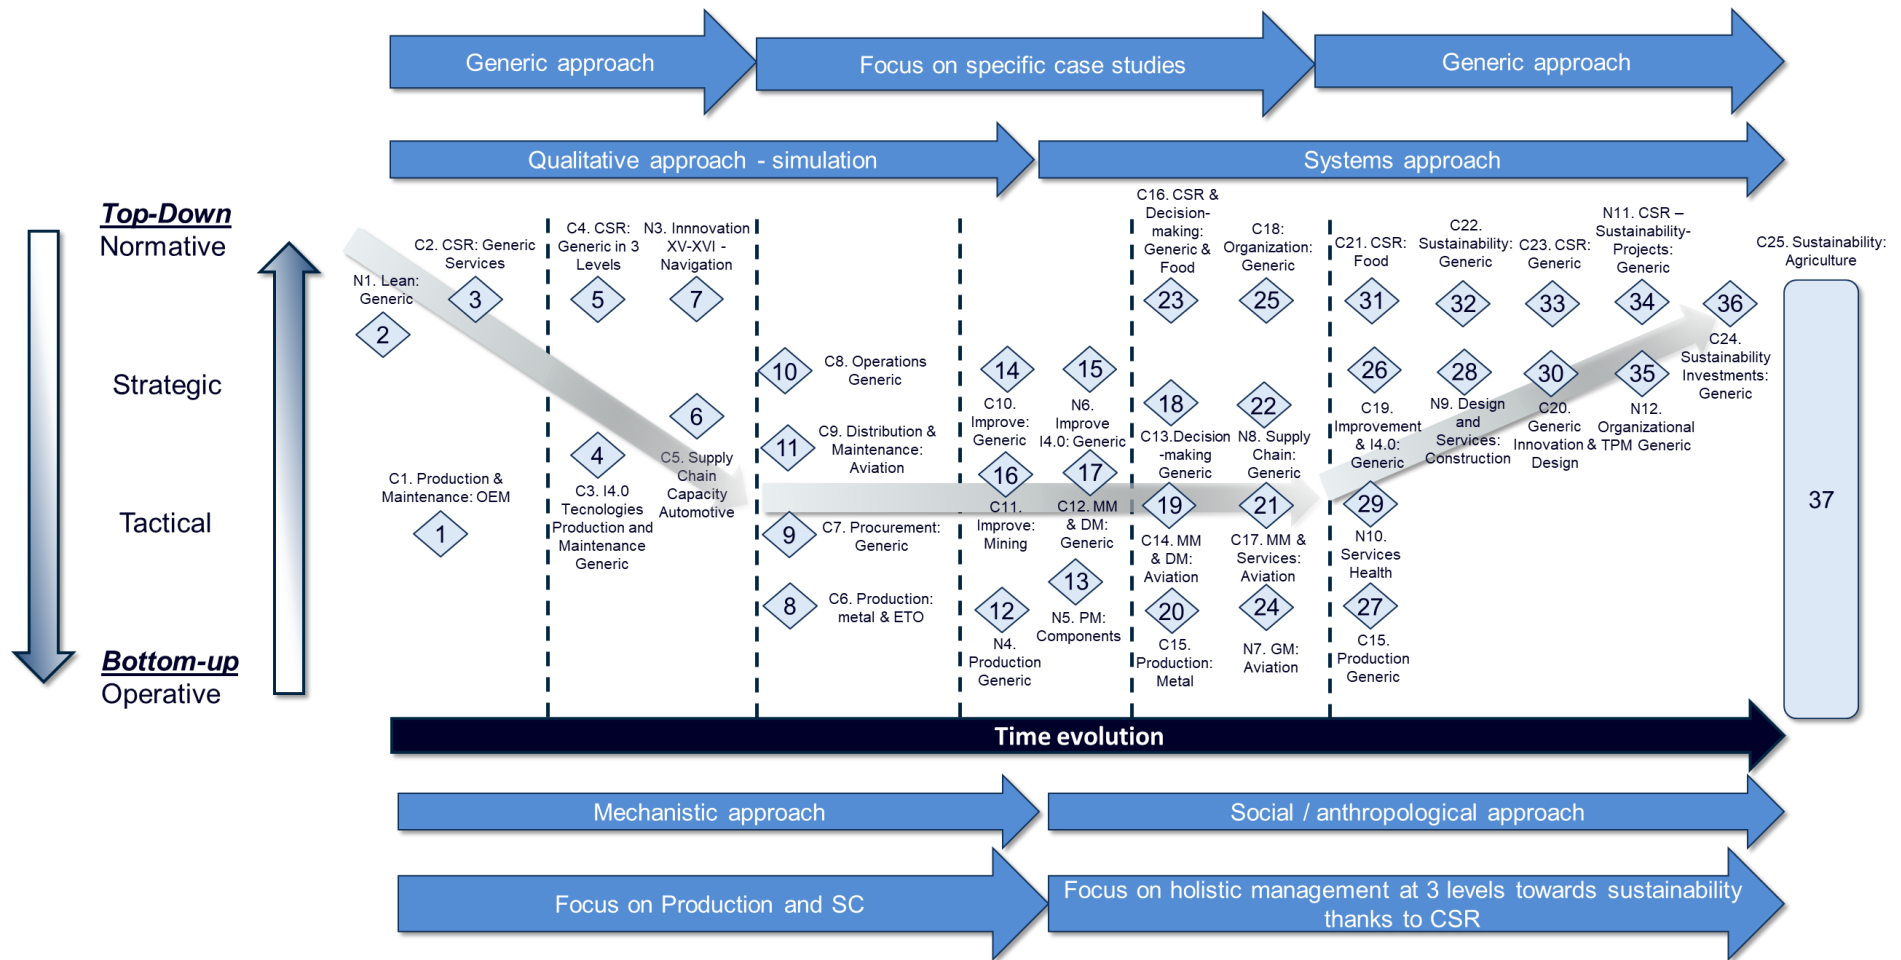 Generic approach
Focus on specific case studies
Generic approach
Qualitative approach - simulation
Systems approach
Top-Down
Normative
Strategic
Tactical
Bottom-up
Operative
N1. Lean:
Generic
2
C2. CSR: Generic
Services
3
C1. Production &
Maintenance: OEM
1
C4. CSR:
Generic in 3
Levels
5
4
C3. I4.0
Tecnologies
Production and
Maintenance
Generic
N3. Innnovation
XV-XVI -
Navigation
7
6
C5. Supply
Chain
Capacity
Automotive
10
C8. Operations
Generic
11
C9. Distribution &
Maintenance:
Aviation
9
C7. Procurement:
Generic
8
C6. Production:
metal & ETO
14
C10.
Improve:
Generic
16
C11.
Improve:
Mining
12
N4.
Production
Generic
15
N6.
Improve
I4.0: Generic
17
C12. MM
& DM:
Generic
13
N5. PM:
Components
C16. CSR &
Decision-
making:
Generic &
Food
23
18
C13.Decision
-making
Generic
19
C14. MM
& DM:
Aviation
20
C15.
Production:
Metal
C18:
Organization:
Generic
25
22
N8. Supply
Chain:
Generic
21
C17. MM &
Services:
Aviation
24
N7. GM:
Aviation
C21. CSR:
Food
31
26
C19.
Improvement
& I4.0:
Generic
29
N10.
Services
Health
27
C15.
Production
Generic
C22.
Sustainability:
Generic
32
28
N9. Design
and
Services:
Construction
C23. CSR:
Generic
33
30
C20.
Generic
Innovation &
Design
N11. CSR –
Sustainability-
Projects:
Generic
34
35
N12.
Organizational
TPM Generic
36
C24.
Sustainability
Investments:
Generic
C25. Sustainability:
Agriculture
37
Time evolution
Mechanistic approach
Social / anthropological approach
Focus on Production and SC
Focus on holistic management at 3 levels towards sustainability
thanks to CSR